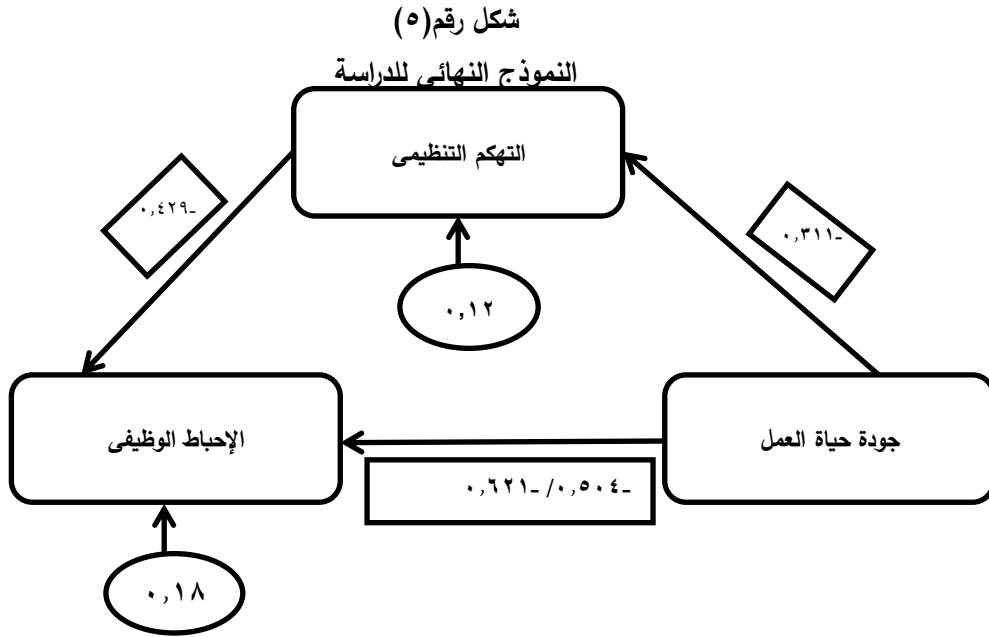 شكل رقم(٥)
النموذج النهائى للدراسة
التهكم التنظيمى
-٠,٣١١
-٠,٤٢٩
٠,١٢
جودة حياة العمل
الإحباط الوظيفى
-٠,٥٠٤/ -٠,٦٢١
٠,١٨